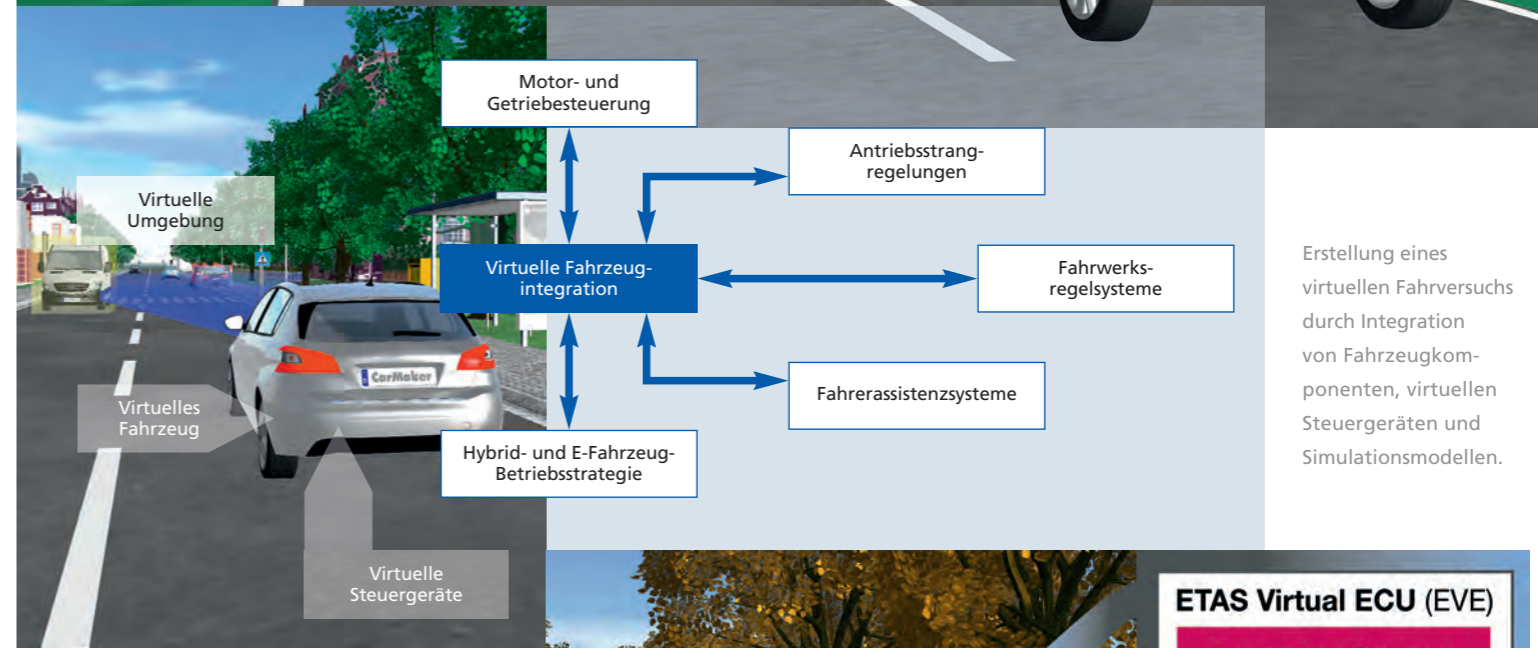 Motor- und
Getriebesteuerung
Antriebsstrang-
regelungen
Virtuelle
Umgebung
Virtuelle Fahrzeug-
integration
Fahrwerks-
regelsysteme
Erstellung eines
virtuellen Fahrversuchs
durch Integration
von Fahrzeugkom-
ponenten, virtuellen
Steuergeräten und
Simulationsmodellen.
CarMaker
Virtuelles
Fahrzeug
Fahrerassistenzsysteme
Hybrid- und E-Fahrzeug-
Betriebsstrategie
Virtuelle
Steuergeräte
ETAS Virtual ECU (EVE)